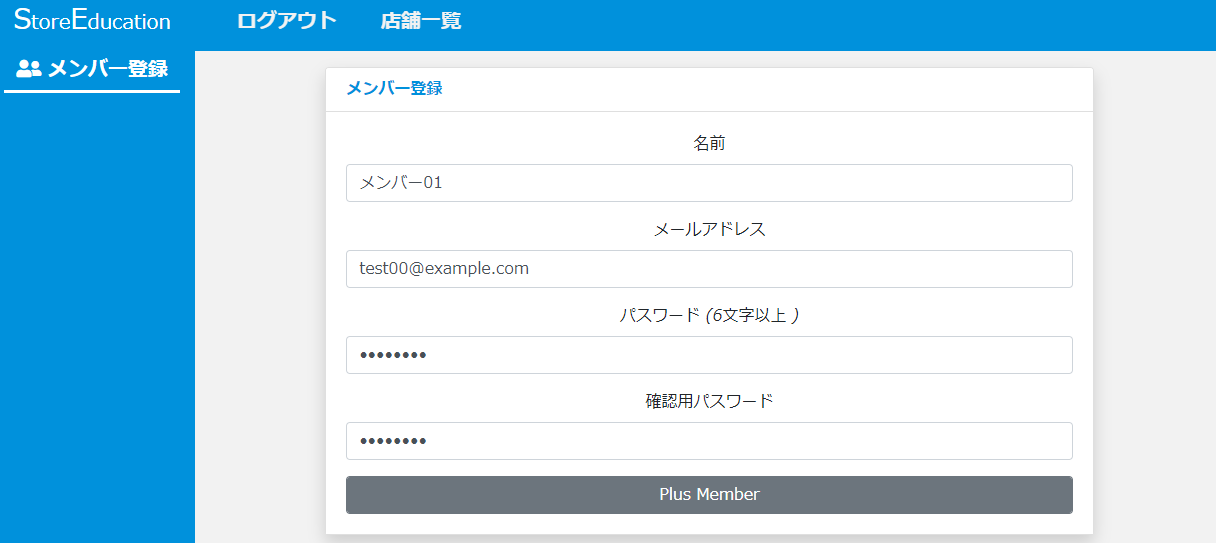 StoreEducation ログアウト 店舗一覧
メンバー登録
メンバー登録
名前
メンバー01
メールアドレス
test00@example.com
パスワード (6文字以上 )
••••••••
確認用パスワード
••••••••
Plus Member